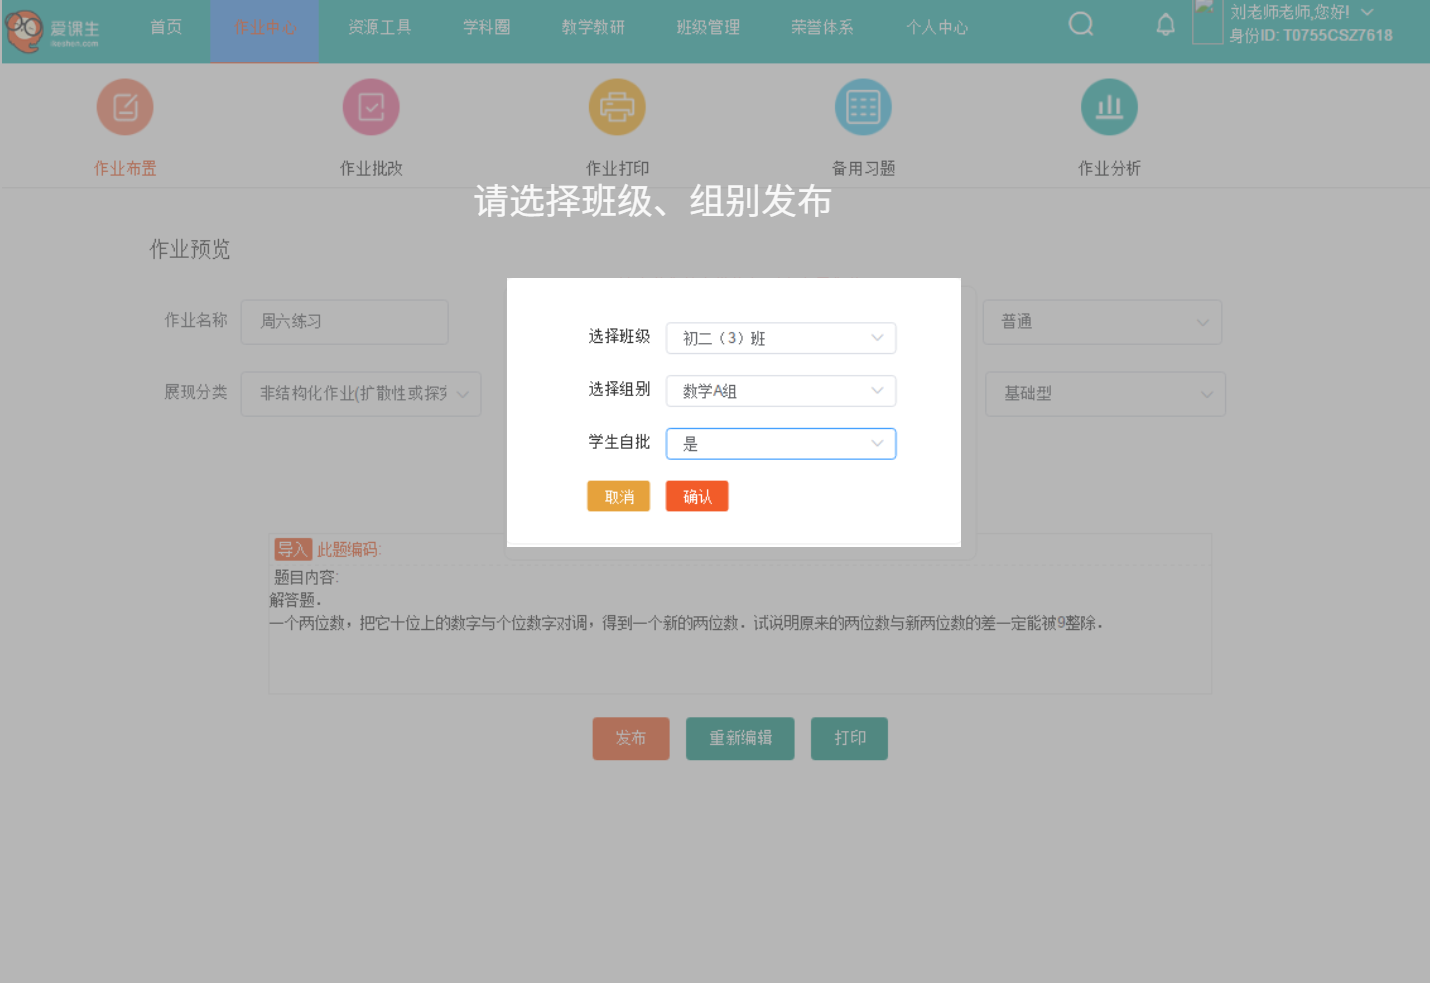 爱课生
首页 作业中心 资源工具 学科圈 教学教研 班级管理 荣誉体系 个人中心
刘老师老师,您好!
身份ID: T0755CSZ7618
作业布置 作业批改 作业打印 备用习题 作业分析
请选择班级、组别发布
作业预览
作业名称 周六练习 普通
选择班级 初二（3）班
选择组别 数学A组
展现分类 非结构化作业(扩散性或探究 基础型
学生自批 是
取消 确认
导入 此题编码:
题目内容:
解答题．
一个两位数，把它十位上的数字与个位数字对调，得到一个新的两位数．试说明原来的两位数与新两位数的差一定能被9整除．
发布 重新编辑 打印